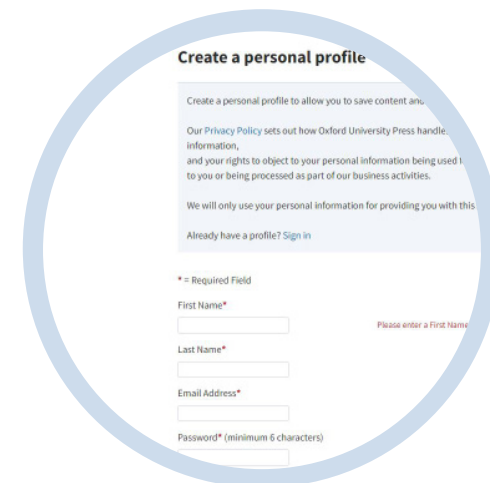 Create a personal profile
Create a personal profile to allow you to save content and
Our Privacy Policy sets out how Oxford University Press handle
information,
and your rights to object to your personal information being used
to you or being processed as part of our business activities.
We will only use your personal information for providing you with this
Already have a profile? Sign in
* = Required Field
First Name*
Please enter a First Name
Last Name*
Email Address*
Password* (minimum 6 characters)